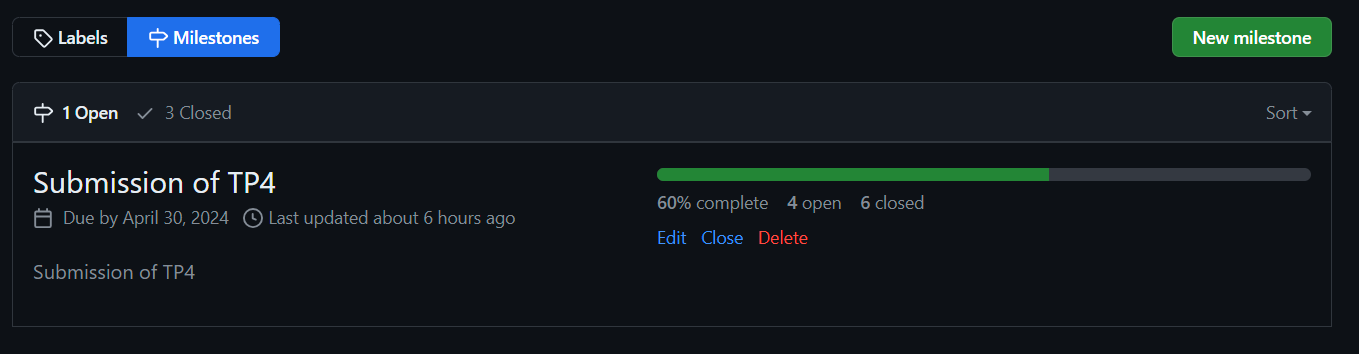 Labels Milestones New milestone
1 Open 3 Closed Sort
Submission of TP4
Due by April 30, 2024 Last updated about 6 hours ago
Submission of TP4
60% complete 4 open 6 closed
Edit Close Delete